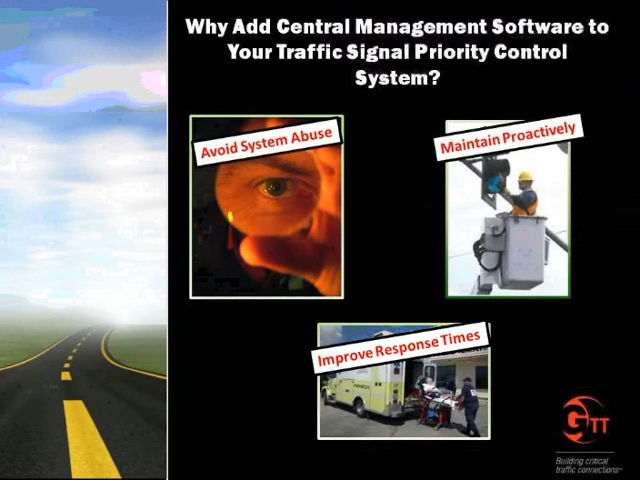 Why Add Central Management Software to
Your Traffic Signal Priority Control
System?
Avoid System Abuse
Maintain Proactively
Improve Response Times
GTT
Building critical
traffic connections